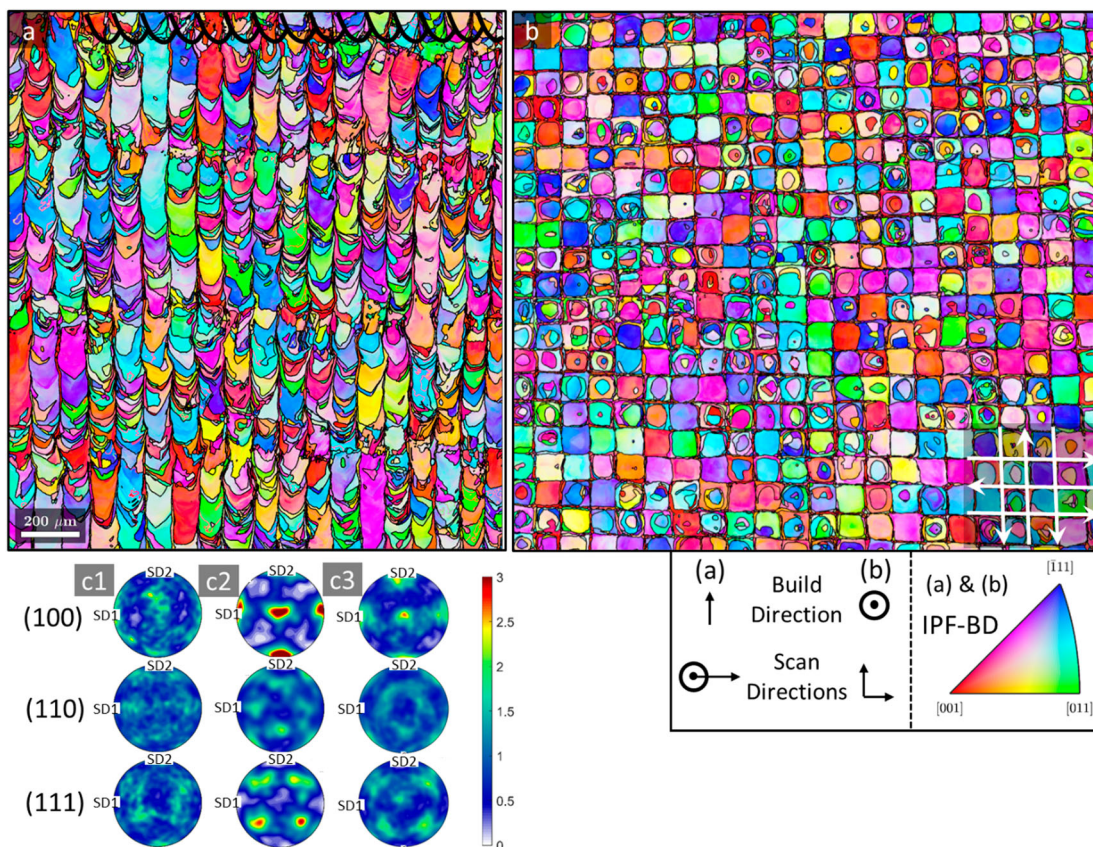 a
b
200 μm
c1 c2 c3
SD2 SD2 SD2
(100) SD1 SD1 SD1
SD2 SD2 SD2
(110) SD1 SD1 SD1
SD2 SD2 SD2
(111) SD1 SD1 SD1
3
2.5
2
1.5
1
0.5
0
(a) Build (b)
Direction
Scan
Directions
(a) & (b)
IPF-BD
[1̄11]
[001] [011]